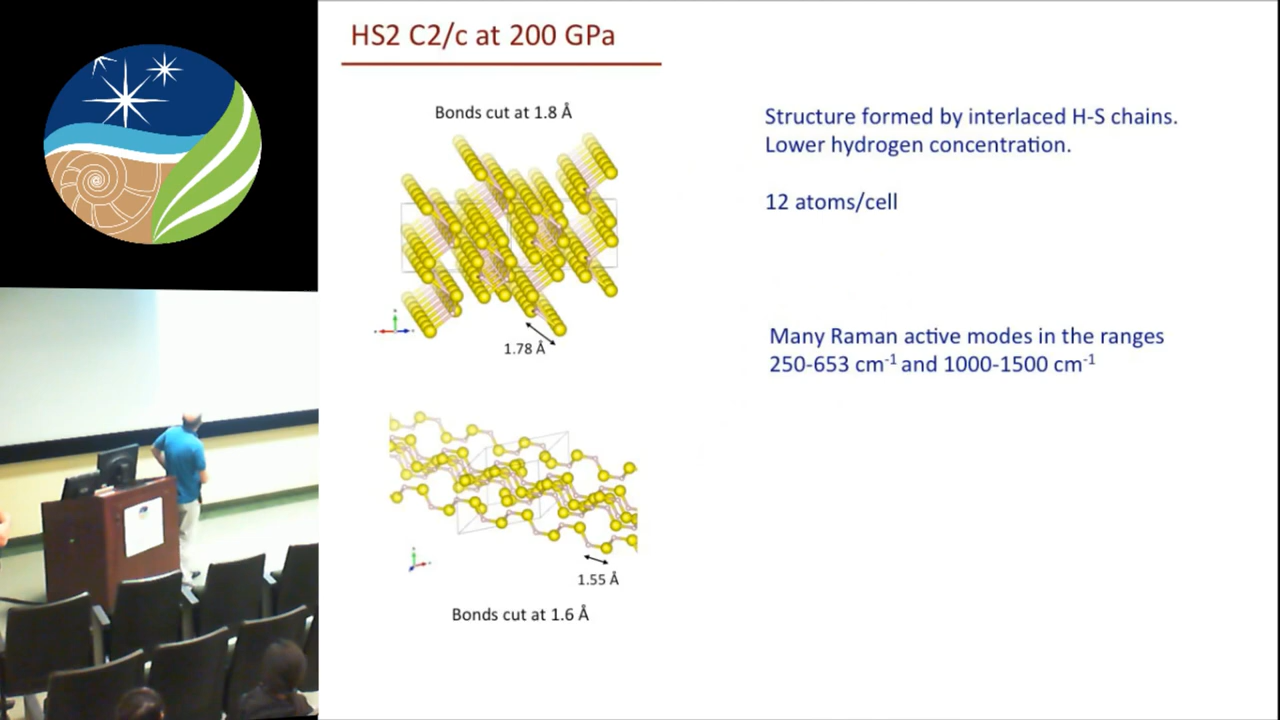 HS2 C2/c at 200 GPa
Bonds cut at 1.8 Å
1.78 Å
1.55 Å
Bonds cut at 1.6 Å
Structure formed by interlaced H-S chains.
Lower hydrogen concentration.
12 atoms/cell
Many Raman active modes in the ranges
250-653 cm⁻¹ and 1000-1500 cm⁻¹